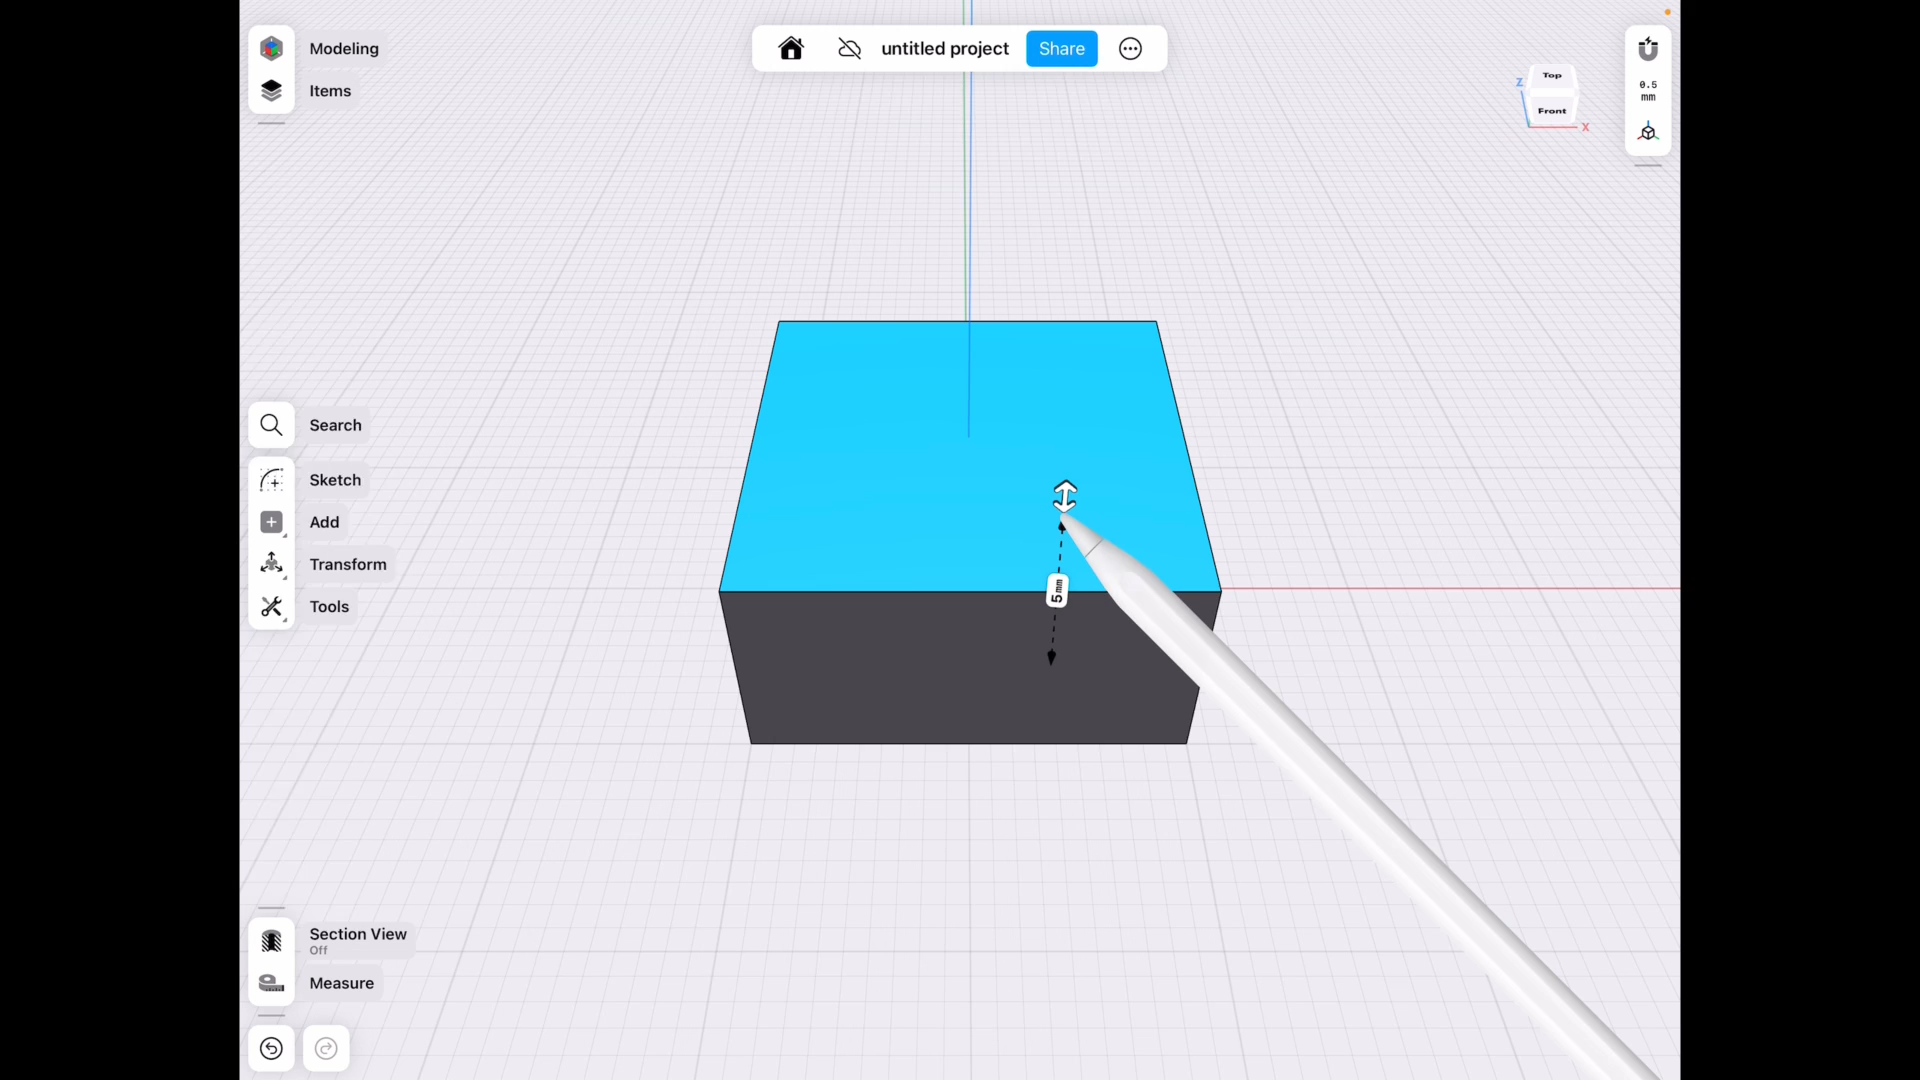 Modeling
Items
untitled project
Share
Top
Front
Z
X
0.5
mm
Search
Sketch
Add
Transform
Tools
5mm
Section View
Off
Measure